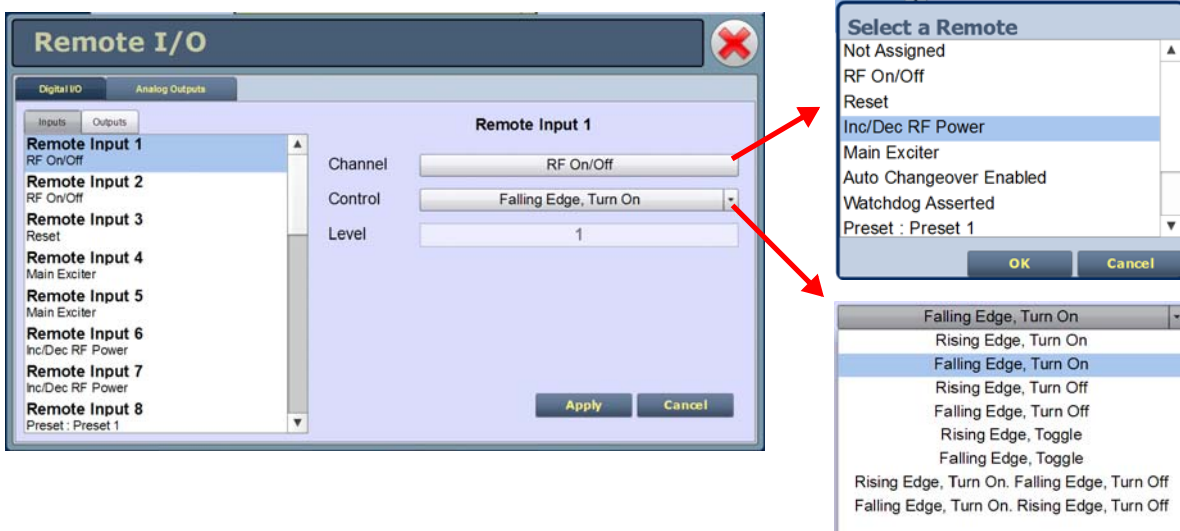 Remote I/O
Digital I/O
Analog Outputs
Inputs
Outputs
Remote Input 1
RF On/Off
Remote Input 2
RF On/Off
Remote Input 3
Reset
Remote Input 4
Main Exciter
Remote Input 5
Main Exciter
Remote Input 6
Inc/Dec RF Power
Remote Input 7
Inc/Dec RF Power
Remote Input 8
Preset : Preset 1
Remote Input 1
Channel
RF On/Off
Control
Falling Edge, Turn On
Level
1
Apply
Cancel
Select a Remote
Not Assigned
RF On/Off
Reset
Inc/Dec RF Power
Main Exciter
Auto Changeover Enabled
Watchdog Asserted
Preset : Preset 1
OK
Cancel
Falling Edge, Turn On
Rising Edge, Turn On
Falling Edge, Turn On
Rising Edge, Turn Off
Falling Edge, Turn Off
Rising Edge, Toggle
Falling Edge, Toggle
Rising Edge, Turn On. Falling Edge, Turn Off
Falling Edge, Turn On. Rising Edge, Turn Off